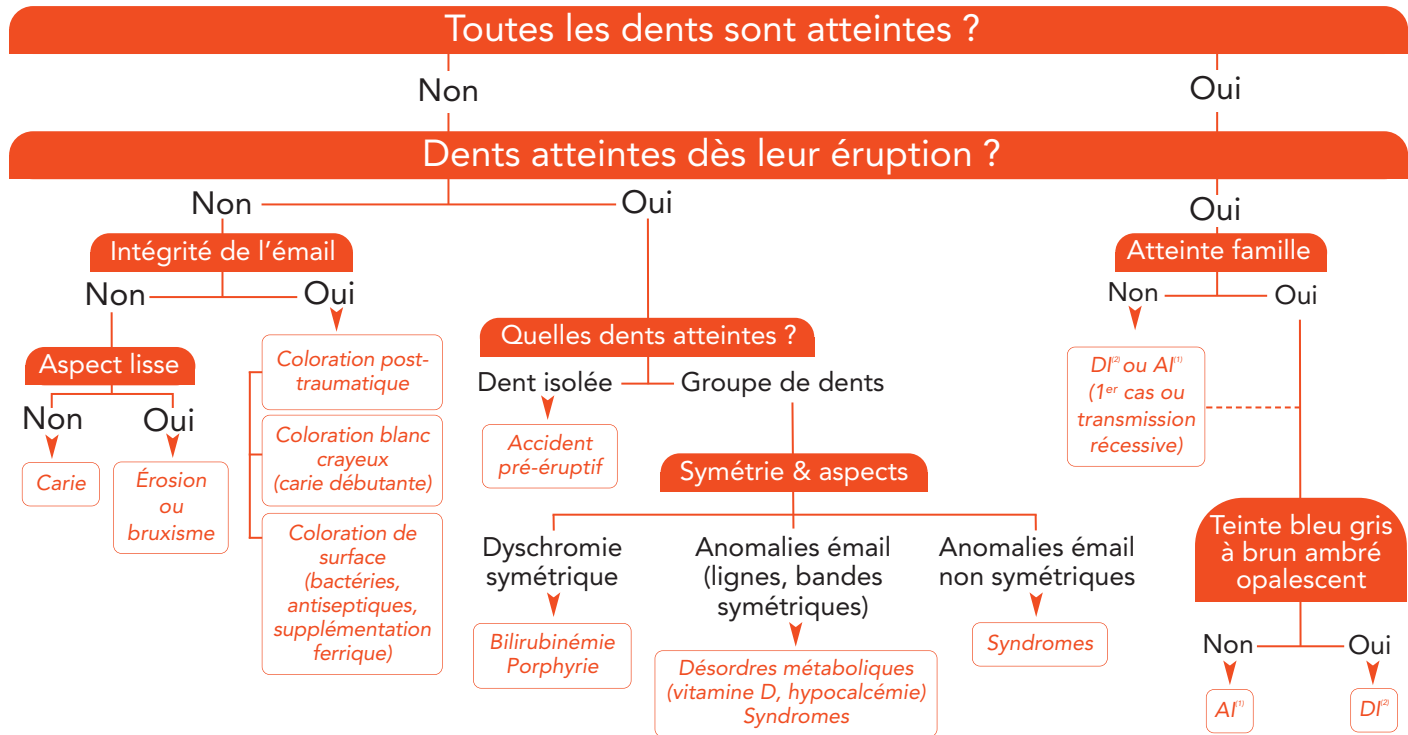 Toutes les dents sont atteintes ?
Non
Oui
Dents atteintes dès leur éruption ?
Non
Oui
Oui
Intégrité de l'émail
Non
Oui
Aspect lisse
Non
Oui
Carie
Érosion
ou
bruxisme
Coloration post-
traumatique
Coloration blanc
crayeux
(carie débutante)
Coloration de
surface
(bactéries,
antiseptiques,
supplémentation
ferrique)
Quelles dents atteintes ?
Dent isolée
Groupe de dents
Accident
pré-éruptif
Symétrie & aspects
Dyschromie
symétrique
Bilirubinémie
Porphyrie
Anomalies émail
(lignes, bandes
symétriques)
Désordres métaboliques
(vitamine D, hypocalcémie)
Syndromes
Anomalies émail
non symétriques
Syndromes
Atteinte famille
Non
Oui
DI(2) ou AI(1)
(1er cas ou
transmission
récessive)
Teinte bleu gris
à brun ambré
opalescent
Non
Oui
AI(1)
DI(2)